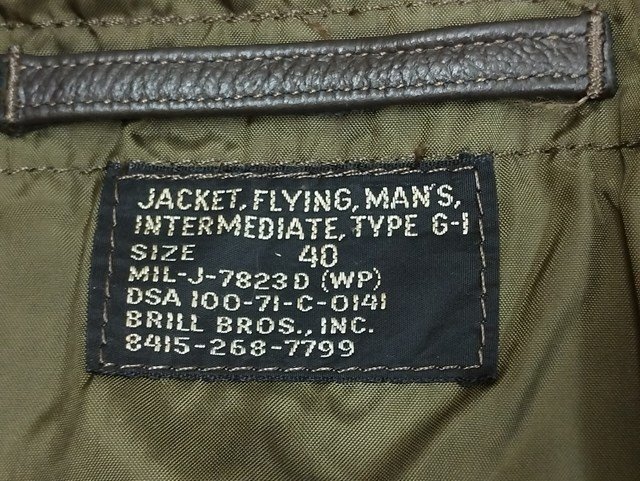 JACKET, FLYING, MAN'S,
INTERMEDIATE, TYPE G-1
SIZE 40
MIL-J-7823D (WP)
DSA 100-71-C-0141
BRILL BROS., INC.
8415-268-7799